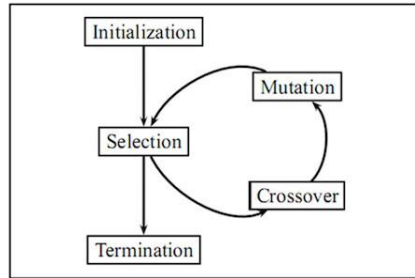 Initialization
Mutation
Selection
Crossover
Termination